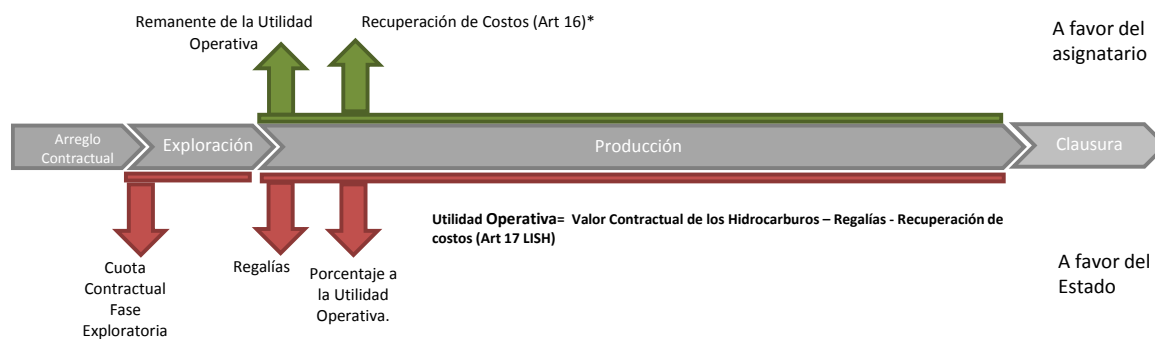 Remanente de la Utilidad
Operativa
Recuperación de Costos (Art 16)*
A favor del
asignatario
Arreglo
Contractual
Exploración
Producción
Clausura
Utilidad Operativa= Valor Contractual de los Hidrocarburos – Regalías - Recuperación de
costos (Art 17 LISH)
Cuota
Contractual
Fase
Exploratoria
Regalías
Porcentaje a
la Utilidad
Operativa.
A favor del
Estado